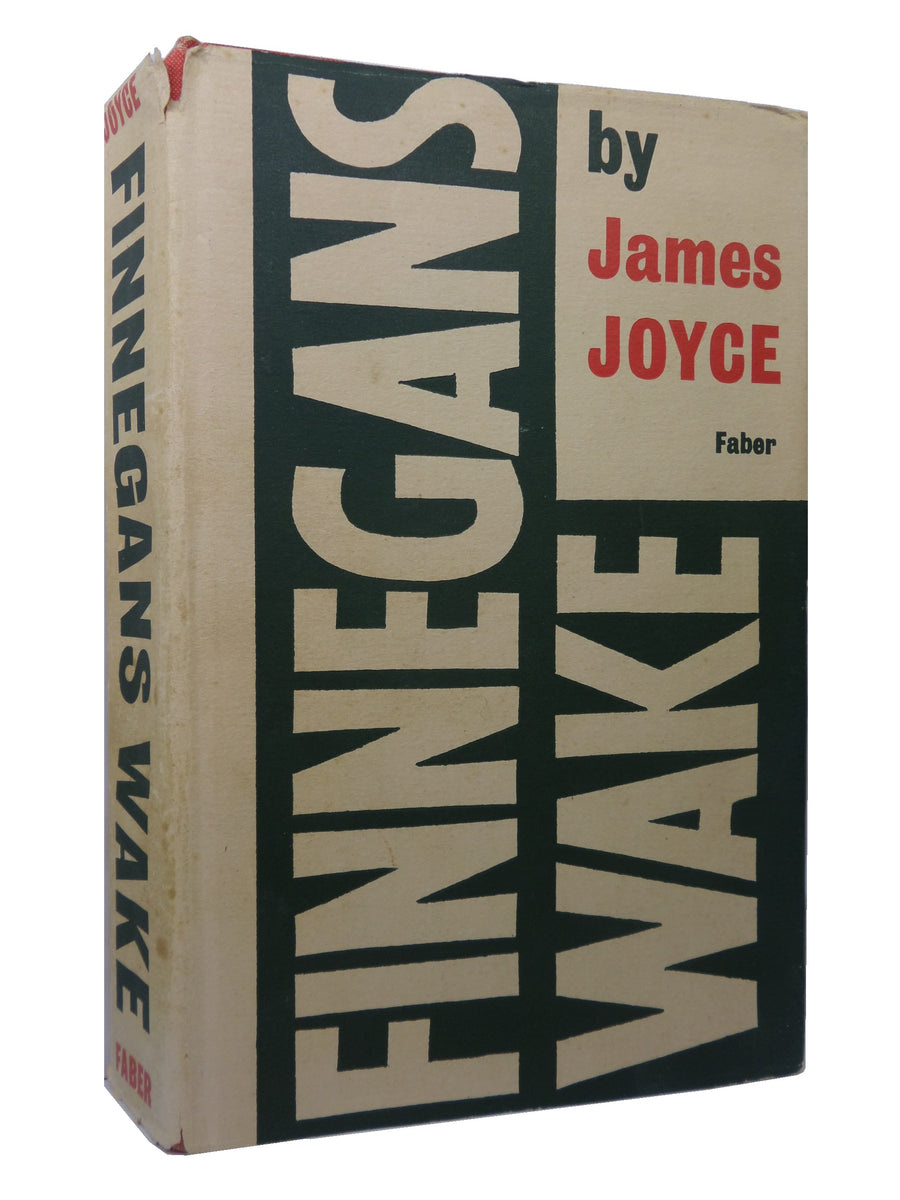 JOYCE
FINNEGANS WAKE
FABER
FINNEGANS
WAKE
by
James
JOYCE
Faber